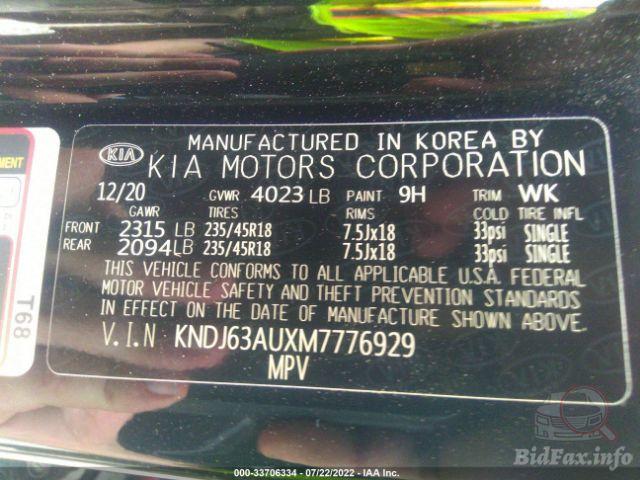 MANUFACTURED IN KOREA BY
KIA
KIA MOTORS CORPORATION
12/20 GVWR 4023 LB PAINT 9H TRIM WK
GAWR TIRES RIMS COLD TIRE INFL
FRONT 2315 LB 235/45R18 7.5Jx18 33psi SINGLE
REAR 2094 LB 235/45R18 7.5Jx18 33psi SINGLE
THIS VEHICLE CONFORMS TO ALL APPLICABLE U.S.A. FEDERAL
MOTOR VEHICLE SAFETY AND THEFT PREVENTION STANDARDS
IN EFFECT ON THE DATE OF MANUFACTURE SHOWN ABOVE.
V.I.N KNDJ63AUXM7776929
MPV
T68
BidFax.info
000-33706334 - 07/22/2022 - IAA Inc.